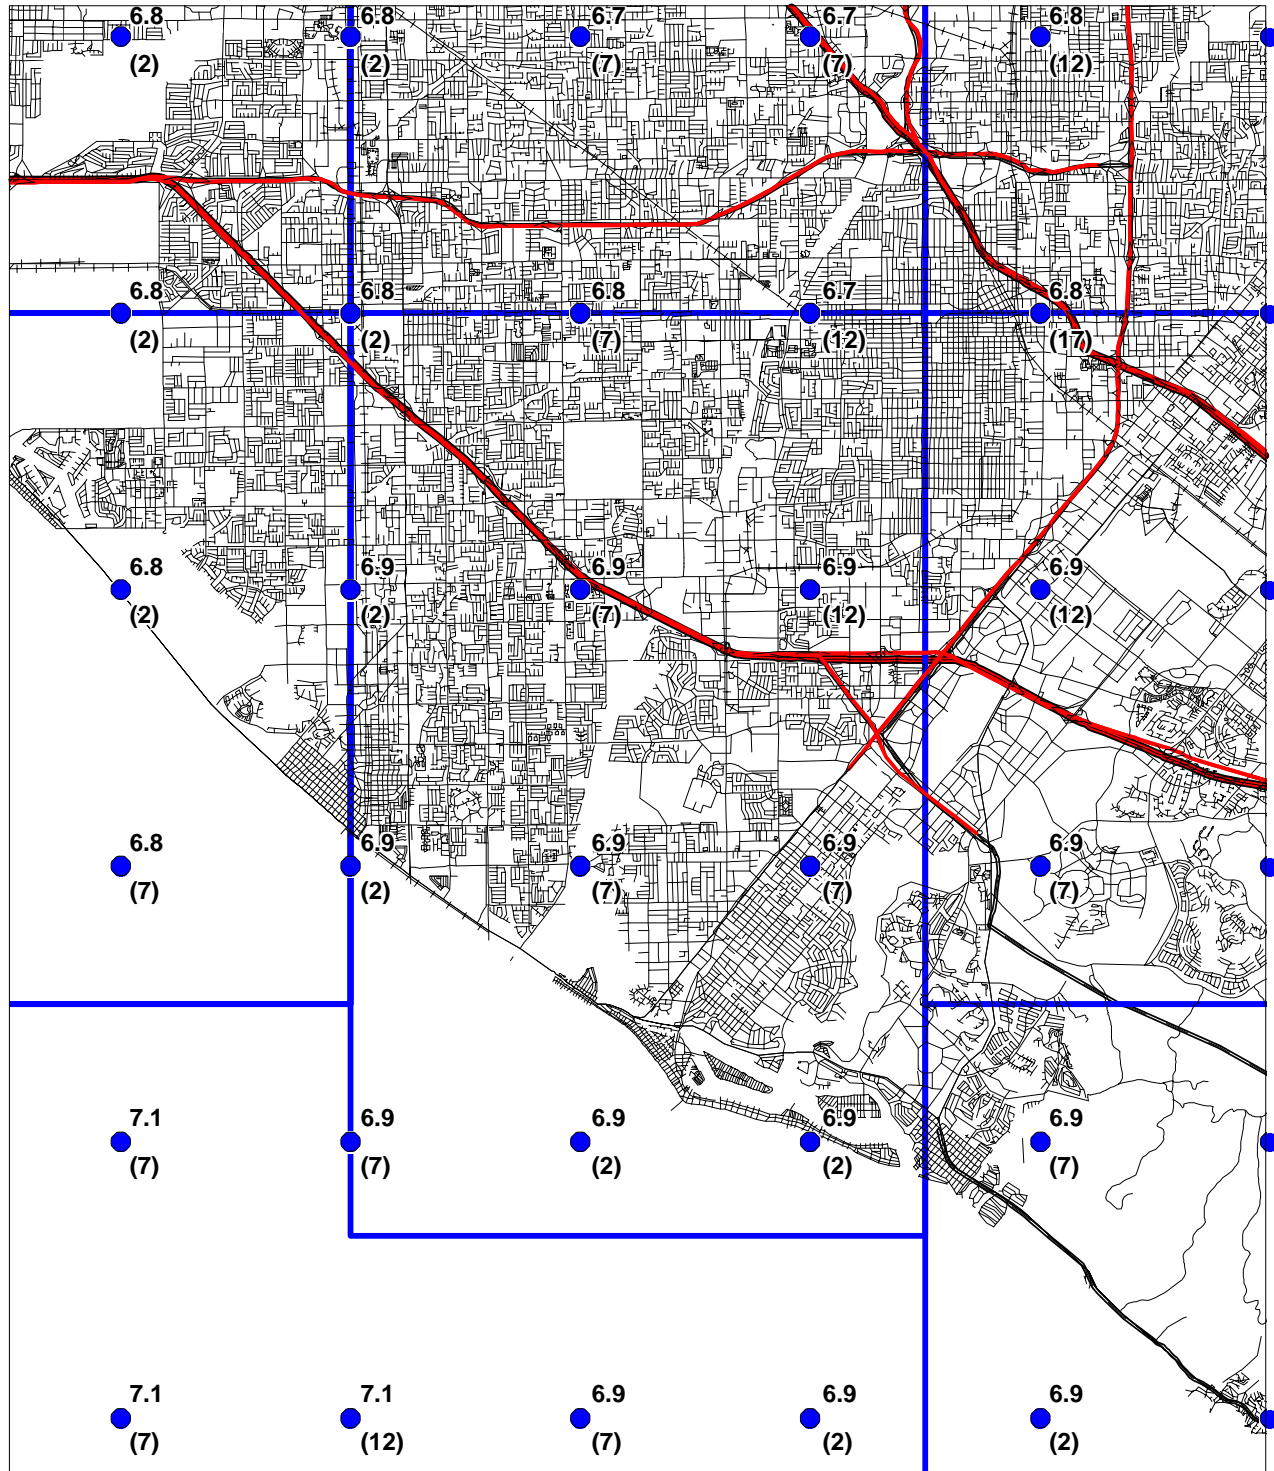 6.8 6.8 6.7 6.7 6.8
(2) (2) (7) (7) (12)
6.8 6.8 6.8 6.7 6.8
(2) (2) (7) (12) (17)
6.8 6.9 6.9 6.9 6.9
(2) (2) (7) (12) (12)
6.8 6.9 6.9 6.9 6.9
(7) (2) (7) (7) (7)
7.1 6.9 6.9 6.9 6.9
(7) (7) (2) (2) (7)
7.1 7.1 6.9 6.9 6.9
(7) (12) (7) (2) (2)